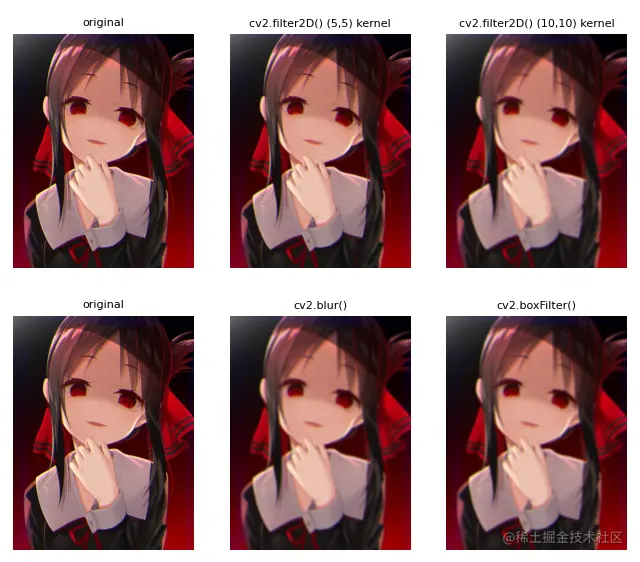 original
cv2.filter2D() (5,5) kernel
cv2.filter2D() (10,10) kernel
original
cv2.blur()
cv2.boxFilter()
@稀土掘金技术社区